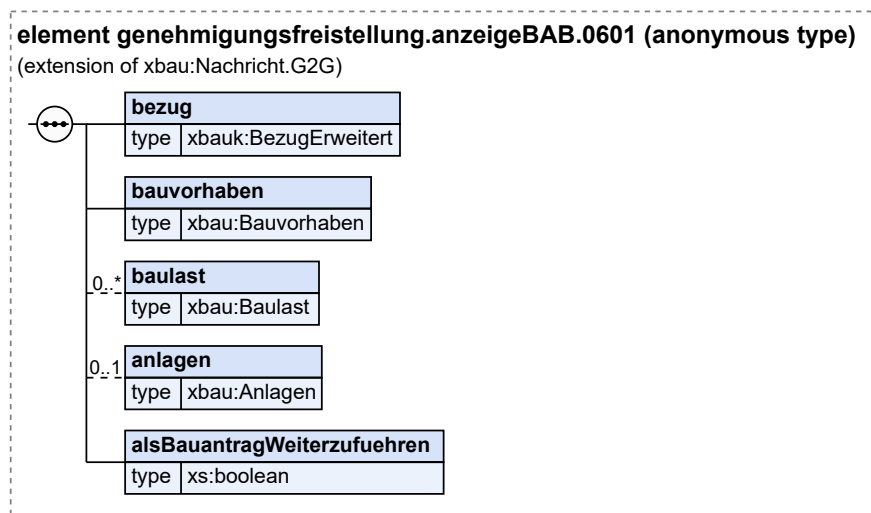 element genehmigungsfreistellung.anzeigeBAB.0601 (anonymous type)
(extension of xbau:Nachricht.G2G)
bezug
type xbauk:BezugErweitert
bauvorhaben
type xbau:Bauvorhaben
0..*
baulast
type xbau:Baulast
0..1
anlagen
type xbau:Anlagen
alsBauantragWeiterzufuehren
type xs:boolean